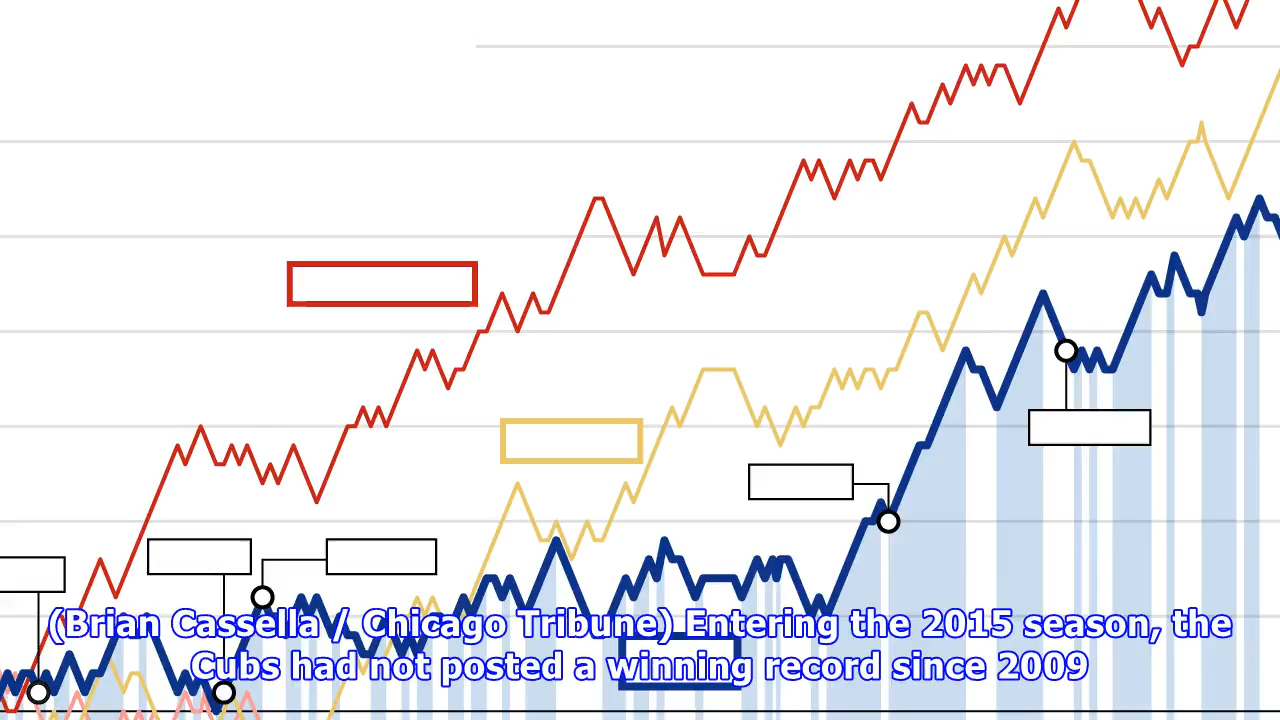 (Brian Cassella / Chicago Tribune) Entering the 2015 season, the
Cubs had not posted a winning record since 2009